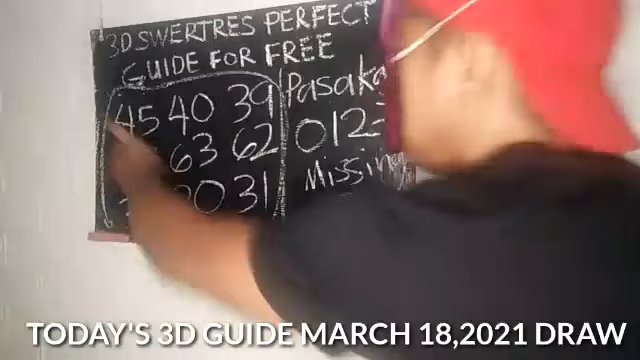 3D SWERTRES PERFECT
GUIDE FOR FREE
45 40 39
63 62
31
Pasaka
012=
Missing
TODAY'S 3D GUIDE MARCH 18,2021 DRAW